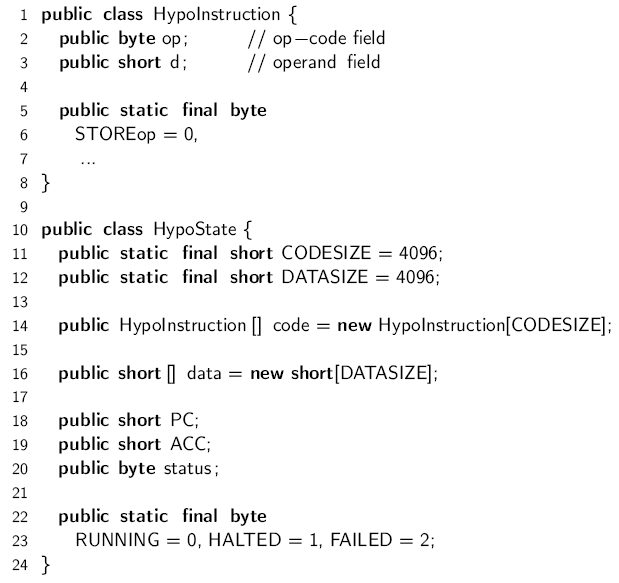 1 public class HypoInstruction {
2 public byte op; // op−code field
3 public short d; // operand field
4
5 public static final byte
6 STOREop = 0,
7 ...
8 }
9
10 public class HypoState {
11 public static final short CODESIZE = 4096;
12 public static final short DATASIZE = 4096;
13
14 public HypoInstruction [] code = new HypoInstruction[CODESIZE];
15
16 public short [] data = new short[DATASIZE];
17
18 public short PC;
19 public short ACC;
20 public byte status;
21
22 public static final byte
23 RUNNING = 0, HALTED = 1, FAILED = 2;
24 }